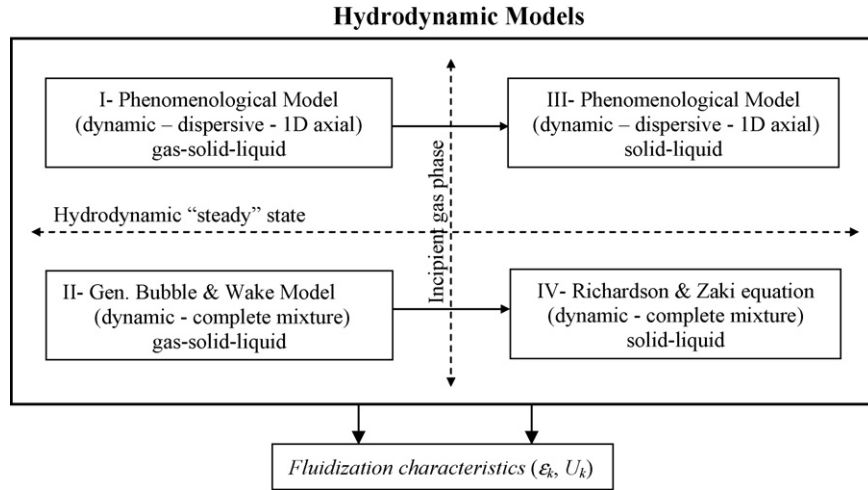 Hydrodynamic Models
I- Phenomenological Model
(dynamic – dispersive - 1D axial)
gas-solid-liquid
III- Phenomenological Model
(dynamic – dispersive - 1D axial)
solid-liquid
Incipient gas phase
Hydrodynamic “steady” state
II- Gen. Bubble & Wake Model
(dynamic - complete mixture)
gas-solid-liquid
IV- Richardson & Zaki equation
(dynamic - complete mixture)
solid-liquid
Fluidization characteristics (εk, Uk)